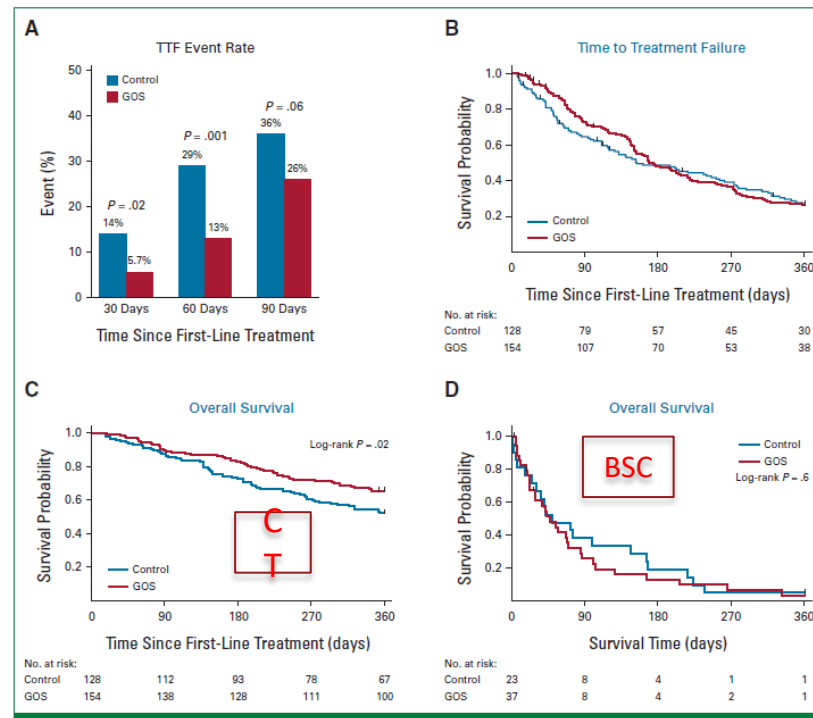 A
TTF Event Rate
50
40
30
20
10
0
Event (%)
Control
GOS
P = .02
14%
5.7%
P = .001
29%
13%
P = .06
36%
26%
30 Days 60 Days 90 Days
Time Since First-Line Treatment
B
Time to Treatment Failure
1.0
0.8
0.6
0.4
0.2
Survival Probability
Control
GOS
0 90 180 270 360
Time Since First-Line Treatment (days)
No. at risk:
Control 128 79 57 45 30
GOS 154 107 70 53 38
C
Overall Survival
1.0
0.8
0.6
0.4
0.2
Survival Probability
Log-rank P = .02
C
T
Control
GOS
0 90 180 270 360
Time Since First-Line Treatment (days)
No. at risk:
Control 128 112 93 78 67
GOS 154 138 128 111 100
D
Overall Survival
1.0
0.8
0.6
0.4
0.2
Survival Probability
BSC
Control
GOS
Log-rank P = .6
0 90 180 270 360
Survival Time (days)
No. at risk:
Control 23 8 4 1 1
GOS 37 8 4 2 1